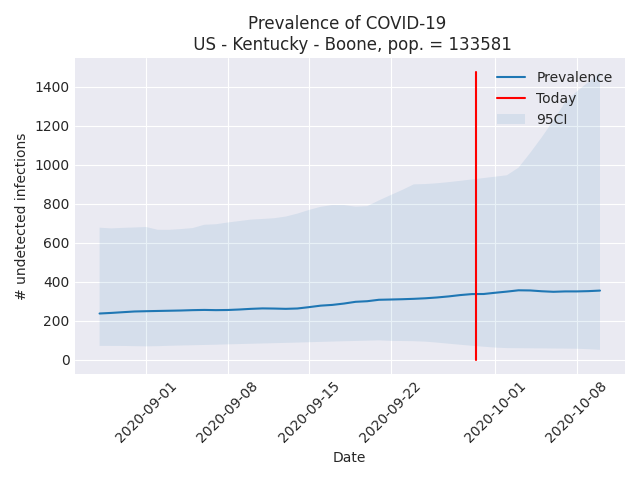 Prevalence of COVID-19
US - Kentucky - Boone, pop. = 133581
Prevalence
Today
95CI
# undetected infections
1400
1200
1000
800
600
400
200
0
2020-09-01
2020-09-08
2020-09-15
2020-09-22
2020-10-01
2020-10-08
Date